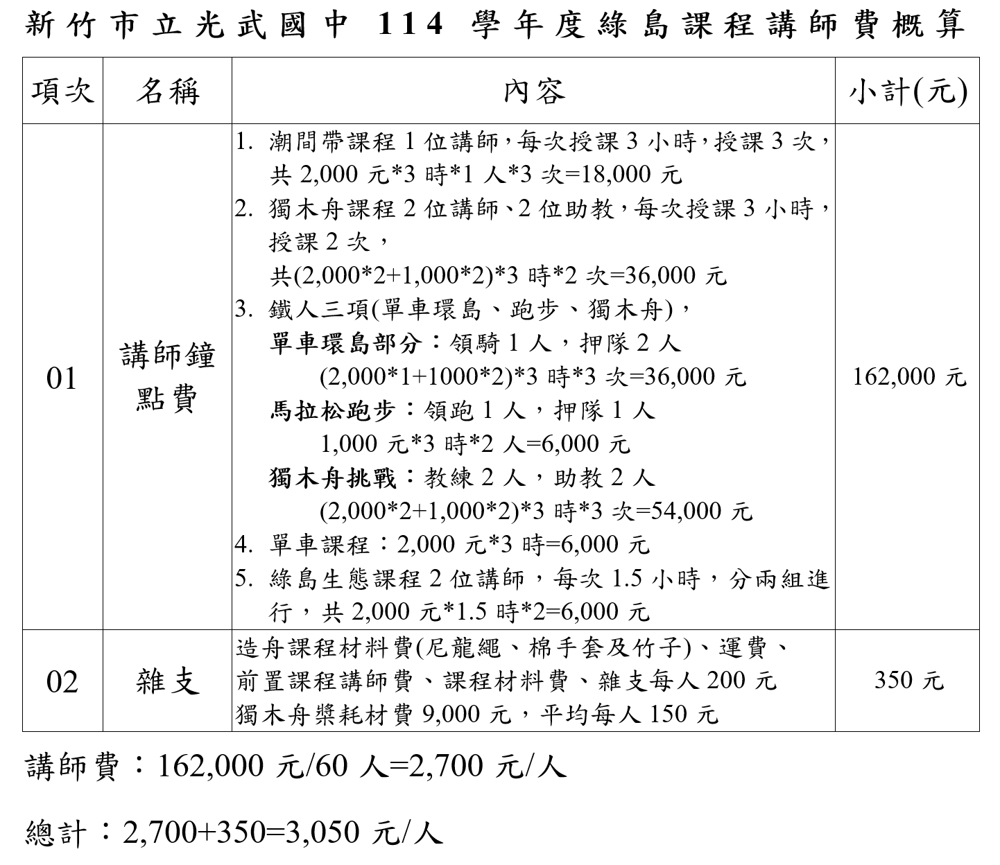 新竹市立光武國中 114 學年度綠島課程講師費概算
項次 名稱 內容 小計(元)
01
講師鐘
點費
1. 潮間帶課程 1 位講師，每次授課 3 小時，授課 3 次，
共 2,000 元*3 時*1 人*3 次=18,000 元
2. 獨木舟課程 2 位講師、2 位助教，每次授課 3 小時，
授課 2 次，
共(2,000*2+1,000*2)*3 時*2 次=36,000 元
3. 鐵人三項(單車環島、跑步、獨木舟)，
單車環島部分：領騎 1 人，押隊 2 人
(2,000*1+1000*2)*3 時*3 次=36,000 元
馬拉松跑步：領跑 1 人，押隊 1 人
1,000 元*3 時*2 人=6,000 元
獨木舟挑戰：教練 2 人，助教 2 人
(2,000*2+1,000*2)*3 時*3 次=54,000 元
4. 單車課程：2,000 元*3 時=6,000 元
5. 綠島生態課程 2 位講師，每次 1.5 小時，分兩組進
行，共 2,000 元*1.5 時*2=6,000 元
162,000 元
02
雜支
造舟課程材料費(尼龍繩、棉手套及竹子)、運費、
前置課程講師費、課程材料費、雜支每人 200 元
獨木舟槳耗材費 9,000 元，平均每人 150 元
350 元
講師費：162,000 元/60 人=2,700 元/人
總計：2,700+350=3,050 元/人